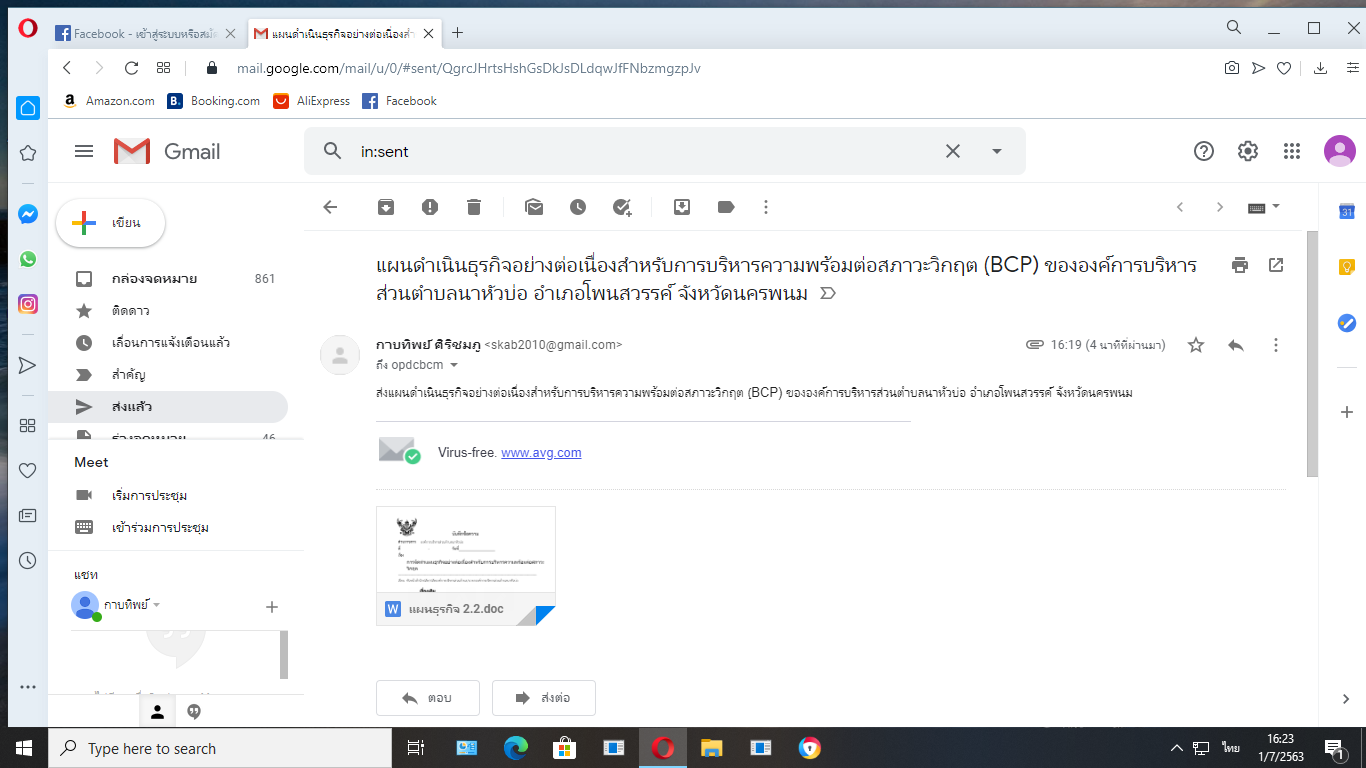 Facebook - เข้าสู่ระบบหรือสมัค
แผนดำเนินธุรกิจอย่างต่อเนื่องสำ
mail.google.com/mail/u/0/#sent/QgrcJHrtsHshGsDkJsDLdqwJfFNbzmgzpJv
Amazon.com
Booking.com
AliExpress
Facebook
Gmail
in:sent
เขียน
กล่องจดหมาย 861
ติดดาว
เลื่อนการแจ้งเตือนแล้ว
สำคัญ
ส่งแล้ว
ร่างจดหมาย 46
Meet
เริ่มการประชุม
เข้าร่วมการประชุม
แชท
กาบทิพย์
แผนดำเนินธุรกิจอย่างต่อเนื่องสำหรับการบริหารความพร้อมต่อสภาวะวิกฤต (BCP) ขององค์การบริหาร
ส่วนตำบลนาหัวบ่อ อำเภอโพนสวรรค์ จังหวัดนครพนม
กาบทิพย์ ศิริชมภู <skab2010@gmail.com>
16:19 (4 นาทีที่ผ่านมา)
ถึง opdcbcm
ส่งแผนดำเนินธุรกิจอย่างต่อเนื่องสำหรับการบริหารความพร้อมต่อสภาวะวิกฤต (BCP) ขององค์การบริหารส่วนตำบลนาหัวบ่อ อำเภอโพนสวรรค์ จังหวัดนครพนม
Virus-free. www.avg.com
บันทึกข้อความ
W แผนธุรกิจ 2.2.doc
ตอบ
ส่งต่อ
Type here to search
ไทย
16:23
1/7/2563
1